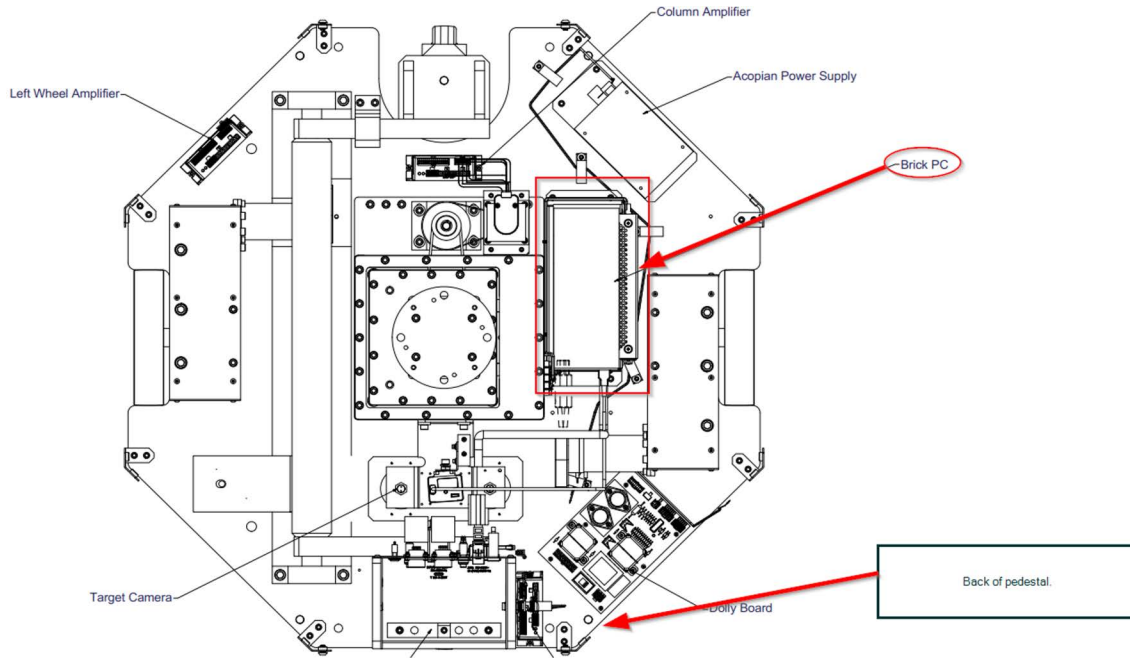 Column Amplifier
Acopian Power Supply
Left Wheel Amplifier
Brick PC
Back of pedestal.
Target Camera
Dolly Board